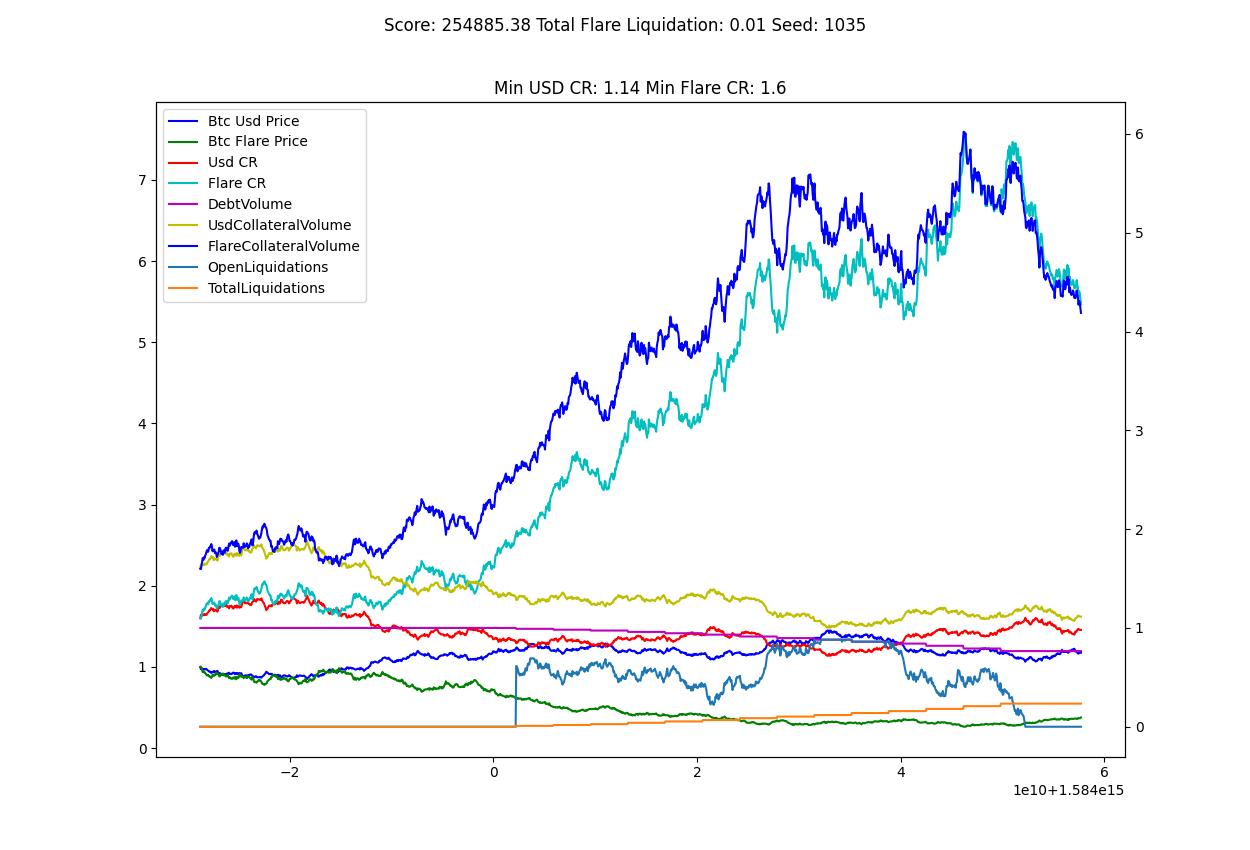 Score: 254885.38 Total Flare Liquidation: 0.01 Seed: 1035
Min USD CR: 1.14 Min Flare CR: 1.6
Btc Usd Price
Btc Flare Price
Usd CR
Flare CR
DebtVolume
UsdCollateralVolume
FlareCollateralVolume
OpenLiquidations
TotalLiquidations
7
6
5
4
3
2
1
0
6
5
4
3
2
1
0
−2
0
2
4
6
1e10+1.584e15